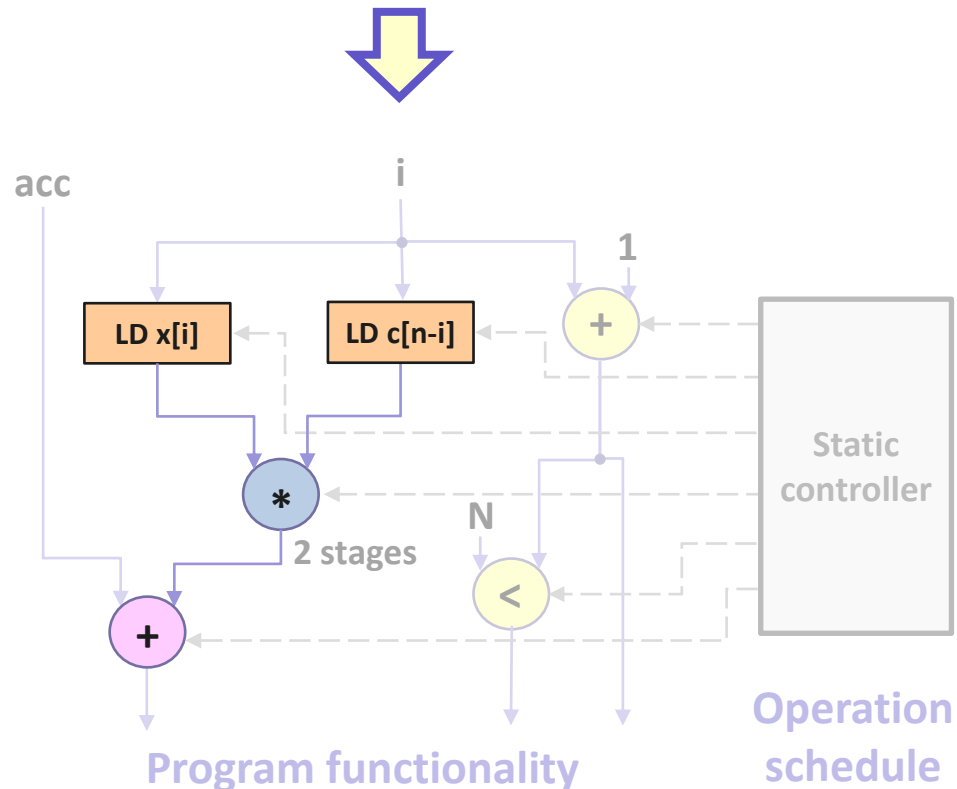 acc
i
1
LD x[i]
LD c[n-i]
+
Static
controller
*
N
2 stages
<
+
Operation
schedule
Program functionality